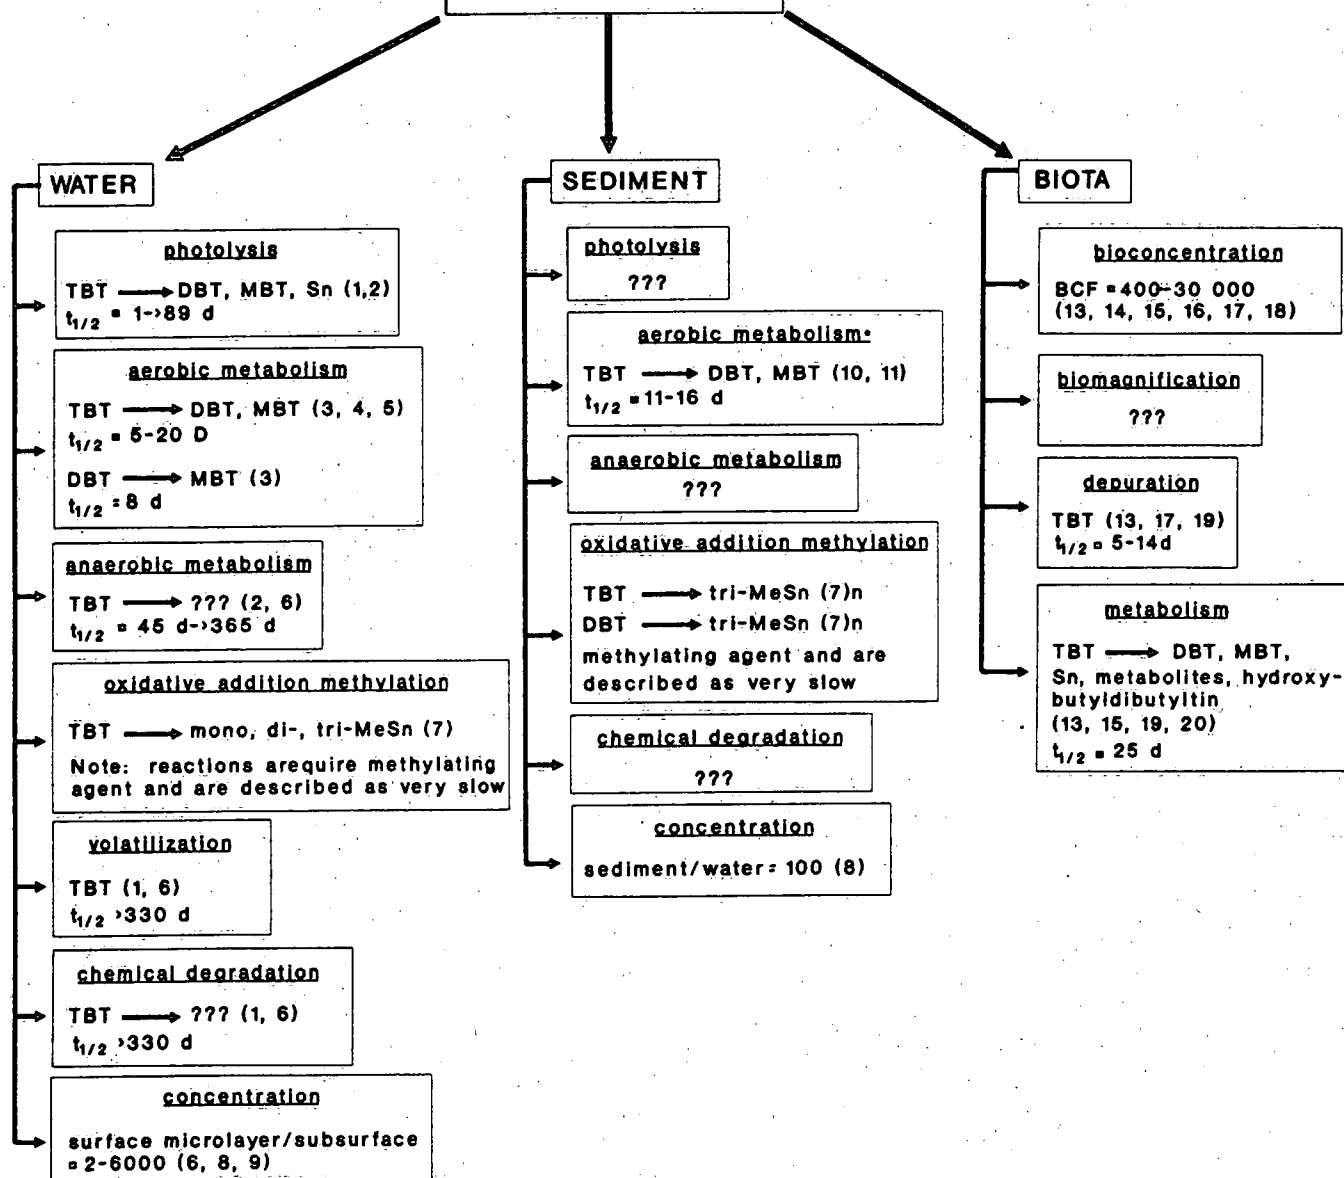 WATER
photolysis
TBT → DBT, MBT, Sn (1,2)
t1/2 = 1->89 d
aerobic metabolism
TBT → DBT, MBT (3, 4, 5)
t1/2 = 5-20 D
DBT → MBT (3)
t1/2 = 8 d
anaerobic metabolism
TBT → ??? (2, 6)
t1/2 = 45 d->365 d
oxidative addition methylation
TBT → mono, di-, tri-MeSn (7)
Note: reactions arequire methylating
agent and are described as very slow
volatilization
TBT (1, 6)
t1/2 >330 d
chemical degradation
TBT → ??? (1, 6)
t1/2 >330 d
concentration
surface microlayer/subsurface
= 2-6000 (6, 8, 9)
SEDIMENT
photolysis
???
aerobic metabolism•
TBT → DBT, MBT (10, 11)
t1/2 = 11-16 d
anaerobic metabolism
???
oxidative addition methylation
TBT → tri-MeSn (7)n
DBT → tri-MeSn (7)n
methylating agent and are
described as very slow
chemical degradation
???
concentration
sediment/water = 100 (8)
BIOTA
bioconcentration
BCF = 400-30 000
(13, 14, 15, 16, 17, 18)
biomagnification
???
depuration
TBT (13, 17, 19)
t1/2 = 5-14d
metabolism
TBT → DBT, MBT,
Sn, metabolites, hydroxy-
butyldibutyltin
(13, 15, 19, 20)
t1/2 = 25 d